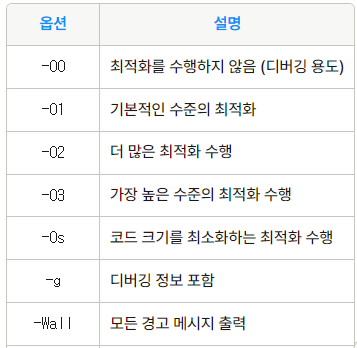 옵션 설명
-O0 최적화를 수행하지 않음 (디버깅 용도)
-O1 기본적인 수준의 최적화
-O2 더 많은 최적화 수행
-O3 가장 높은 수준의 최적화 수행
-Os 코드 크기를 최소화하는 최적화 수행
-g 디버깅 정보 포함
-Wall 모든 경고 메시지 출력